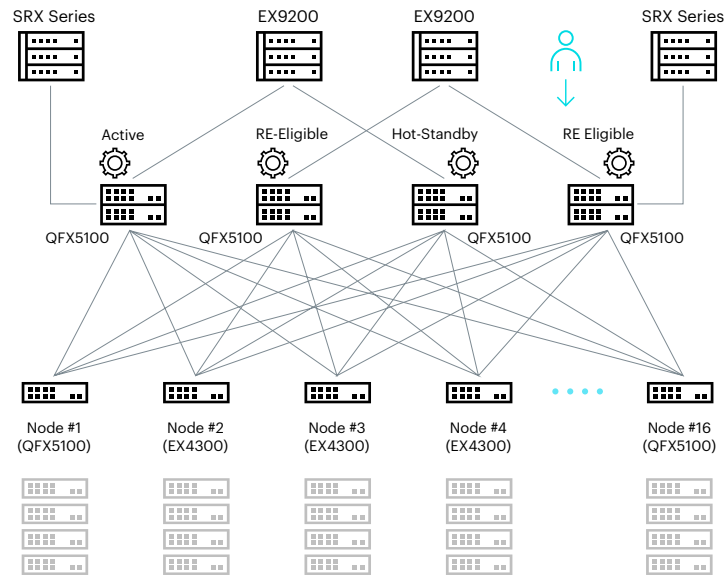 SRX Series
EX9200
EX9200
SRX Series
Active
RE-Eligible
Hot-Standby
RE Eligible
QFX5100
QFX5100
QFX5100
QFX5100
Node #1
(QFX5100)
Node #2
(EX4300)
Node #3
(EX4300)
Node #4
(EX4300)
Node #16
(QFX5100)